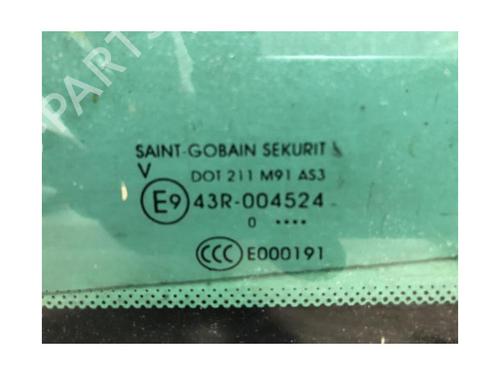 SAINT-GOBAIN SEKURIT
V
DOT 211 M91 AS3
E9 43R-004524
0 ....
CCC E000191